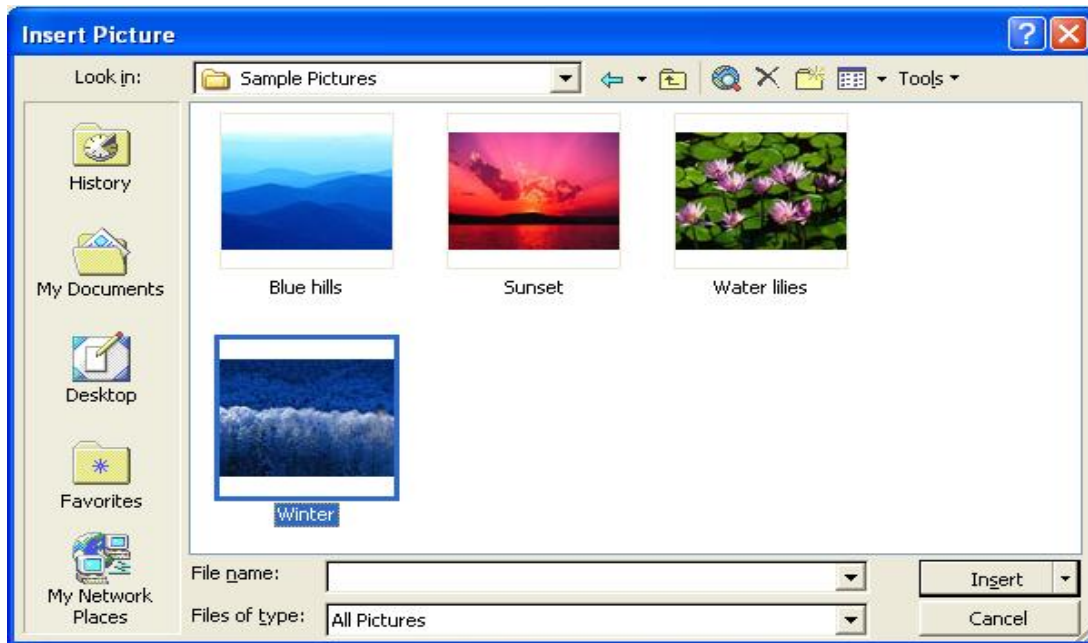 Insert Picture
Look in:
Sample Pictures
Tools
History
My Documents
Desktop
Favorites
My Network
Places
Blue hills
Sunset
Water lilies
Winter
File name:
Insert
Files of type:
All Pictures
Cancel